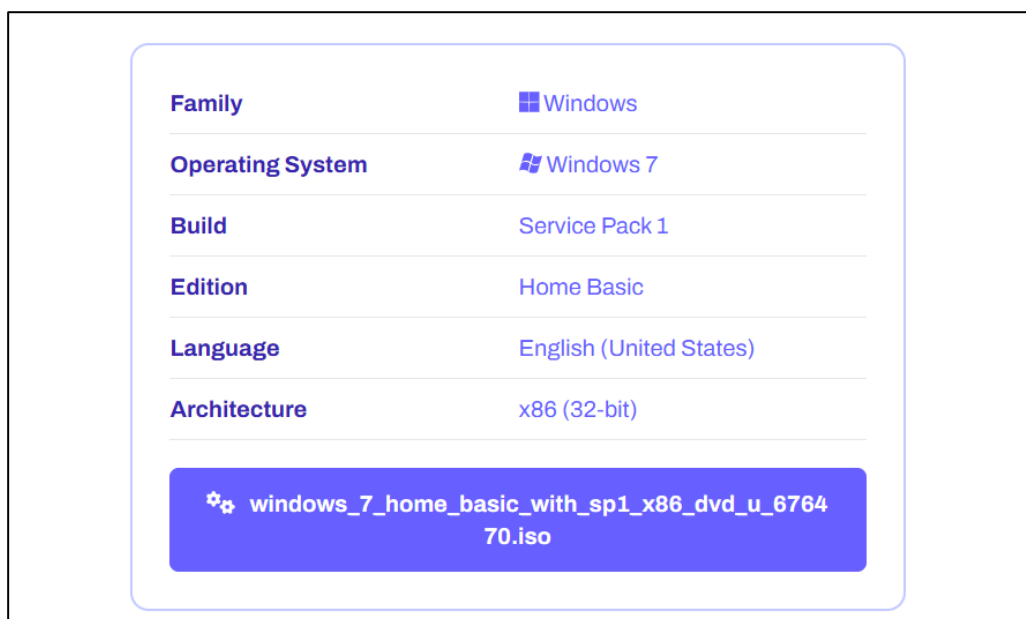 Family Windows
Operating System Windows 7
Build Service Pack 1
Edition Home Basic
Language English (United States)
Architecture x86 (32-bit)
windows_7_home_basic_with_sp1_x86_dvd_u_6764
70.iso